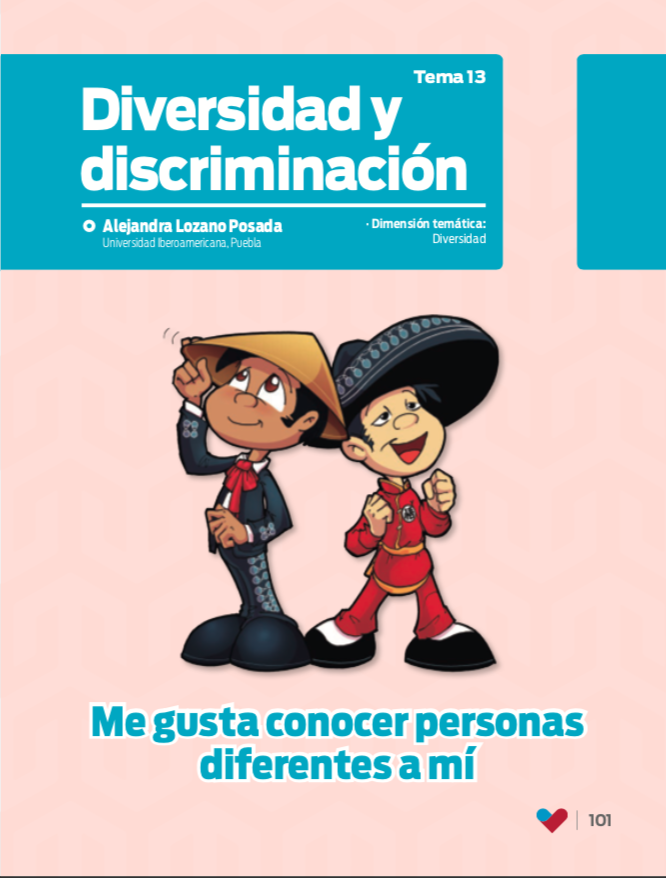 Tema 13
Diversidad y
discriminación
Alejandra Lozano Posada
Universidad Iberoamericana, Puebla
· Dimensión temática:
Diversidad
Me gusta conocer personas
diferentes a mí
101